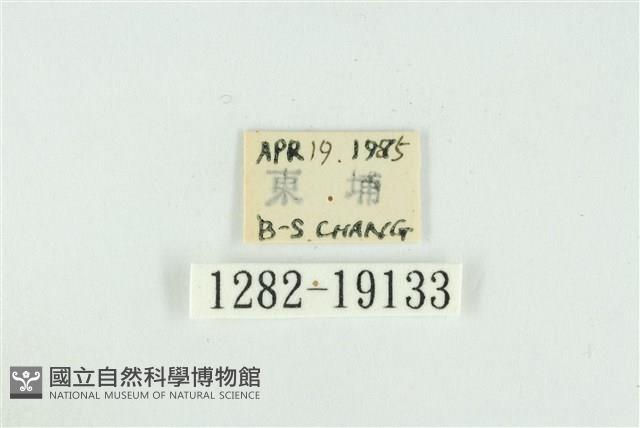 APR 19. 1985
東 埔
B-S. CHANG
1282-19133
國立自然科學博物館
NATIONAL MUSEUM OF NATURAL SCIENCE